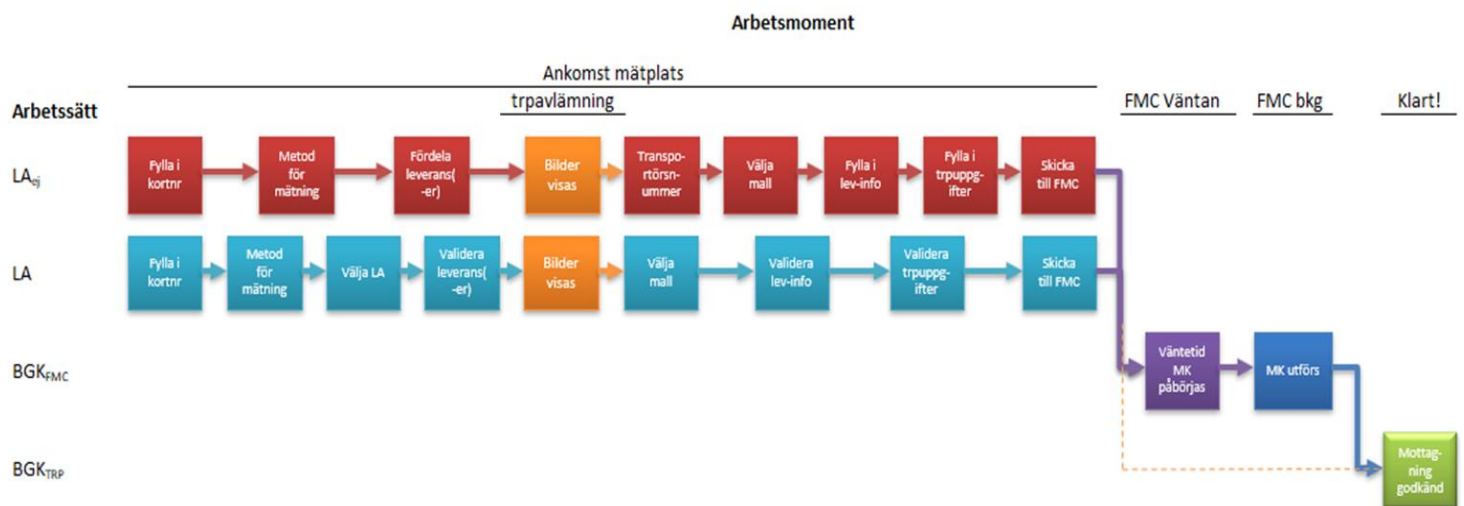 Arbetsmoment
Ankomst mätplats
trpavlämning
FMC Väntan
FMC bkg
Klart!
Arbetssätt
LAej
Fylla i
kortnr
Metod
för
mätning
Fördela
leverans(
-er)
Bilder
visas
Transpo-
rtörsn-
ummer
Välja
mall
Fylla i
lev-info
Fylla i
trpuppg-
ifter
Skicka
till FMC
LA
Fylla i
kortnr
Metod
för
mätning
Välja LA
Validera
leverans(
-er)
Bilder
visas
Välja
mall
Validera
lev-info
Validera
trpuppg-
ifter
Skicka
till FMC
BGKFMC
Väntetid
MK
påbörjas
MK utförs
BGKTRP
Mottag-
ning
godkänd